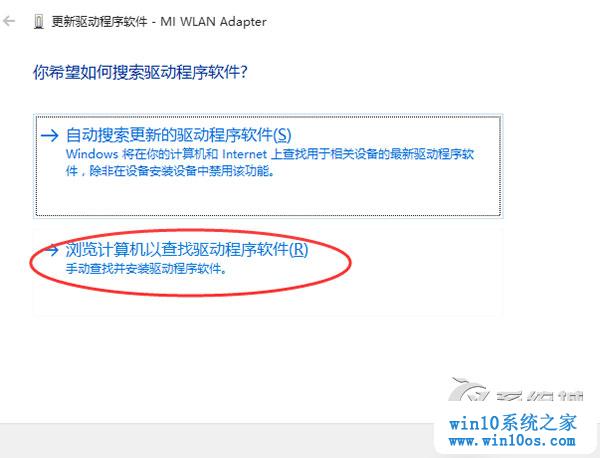 更新驱动程序软件 - MI WLAN Adapter
你希望如何搜索驱动程序软件?
自动搜索更新的驱动程序软件(S)
Windows 将在你的计算机和 Internet 上查找用于相关设备的最新驱动程序软
件，除非在设备安装设备中禁用该功能。
浏览计算机以查找驱动程序软件(R)
手动查找并安装驱动程序软件。
系统城
win10系统之家
www.win10os.com